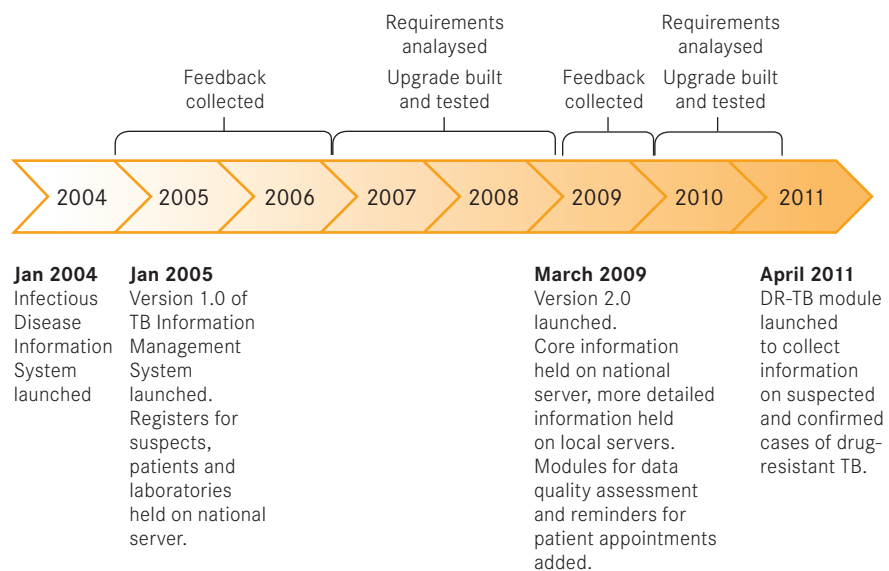 Feedback
collected
Requirements
analaysed
Upgrade built
and tested
Feedback
collected
Requirements
analaysed
Upgrade built
and tested
2004
2005
2006
2007
2008
2009
2010
2011
Jan 2004
Infectious
Disease
Information
System
launched
Jan 2005
Version 1.0 of
TB Information
Management
System
launched.
Registers for
suspects,
patients and
laboratories
held on national
server.
March 2009
Version 2.0
launched.
Core information
held on national
server, more detailed
information held
on local servers.
Modules for data
quality assessment
and reminders for
patient appointments
added.
April 2011
DR-TB module
launched
to collect
information
on suspected
and confirmed
cases of drug-
resistant TB.